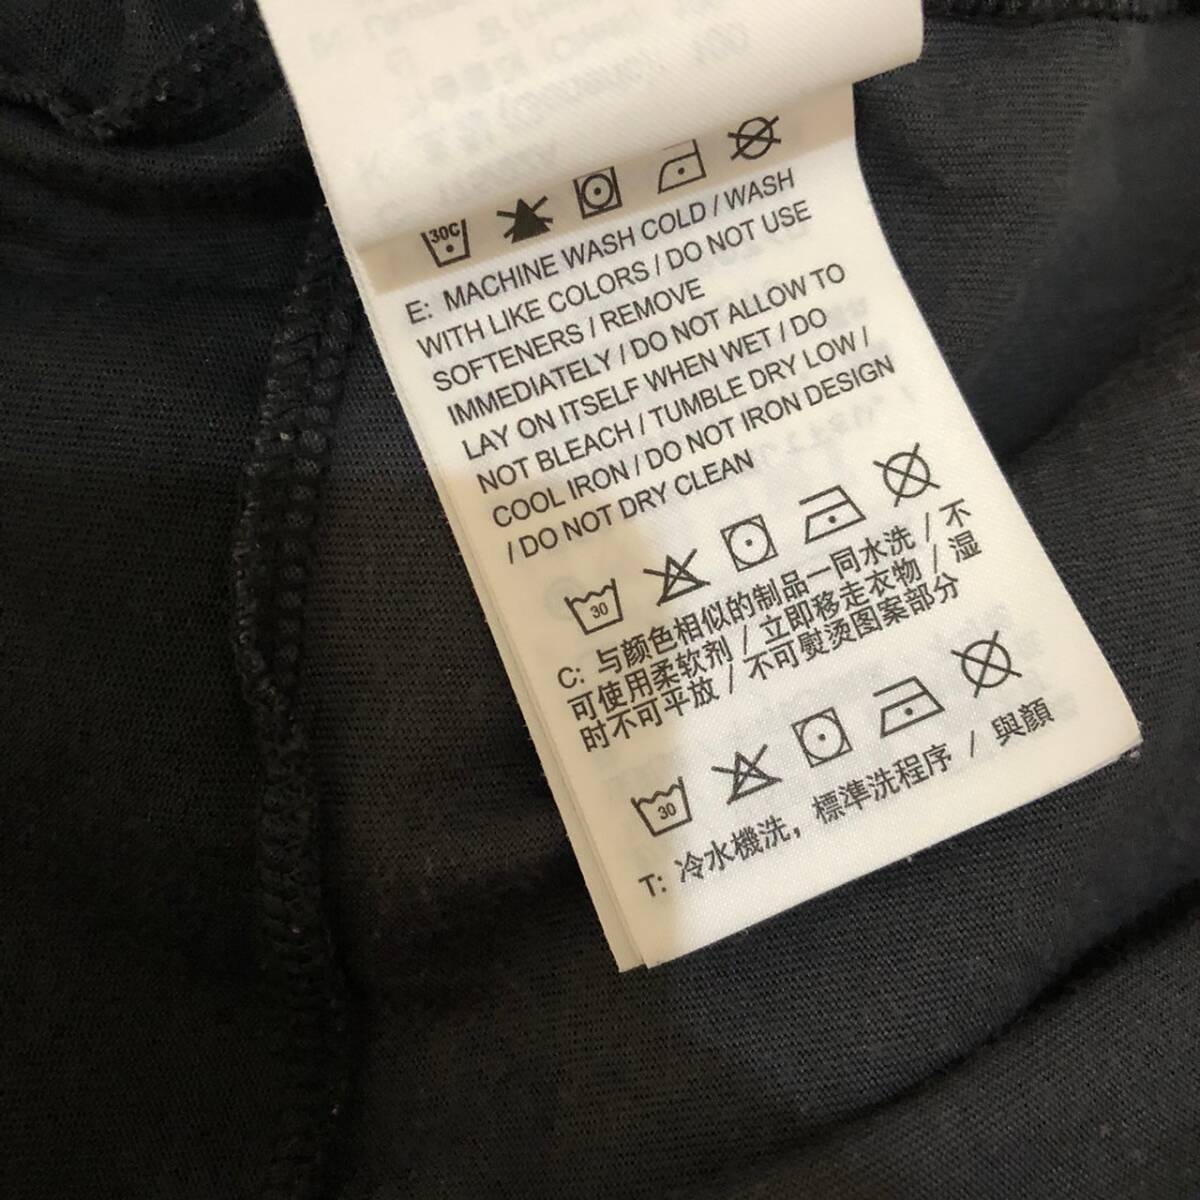 30C
E: MACHINE WASH COLD / WASH
WITH LIKE COLORS / DO NOT USE
SOFTENERS / REMOVE
IMMEDIATELY / DO NOT ALLOW TO
LAY ON ITSELF WHEN WET / DO
NOT BLEACH / TUMBLE DRY LOW /
COOL IRON / DO NOT IRON DESIGN
/ DO NOT DRY CLEAN
30
C: 与颜色相似的制品一同水洗 / 不
可使用柔软剂 / 立即移走衣物 / 湿
时不可平放 / 不可熨烫图案部分
30
T: 冷水機洗，標準洗程序 / 與顏